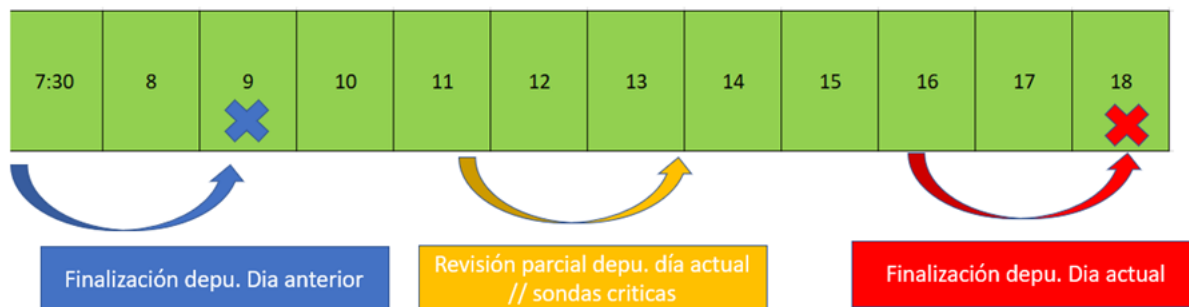 7:30 8 9 10 11 12 13 14 15 16 17 18
Finalización depu. Dia anterior
Revisión parcial depu. día actual
// sondas criticas
Finalización depu. Dia actual